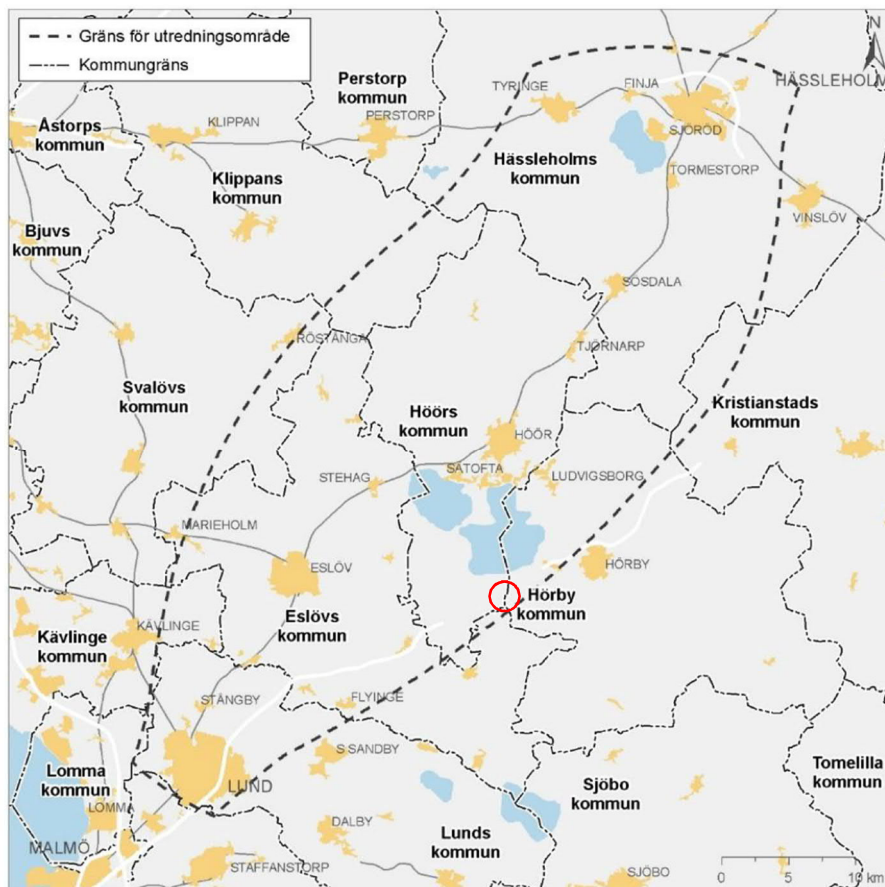 Gräns för utredningsområde
Kommungräns
N
HÄSSLEHOLM
Perstorp
kommun
TYRINGE
FINJA
KLIPPAN
PERSTORP
Åstorps
kommun
SJÖRÖD
Hässleholms
kommun
Klippans
kommun
TORMESTORP
VINSLÖV
Bjuvs
kommun
SÖSDALA
RÖSTÅNGA
TJÖRNARP
Svalövs
kommun
Höörs
kommun
Kristianstads
kommun
HÖÖR
SÄTOFTA
STEHAG
LUDVIGSBORG
MARIEHOLM
ESLÖV
HÖRBY
Hörby
kommun
Eslövs
kommun
KÄVLINGE
Kävlinge
kommun
STÅNGBY
FLYINGE
S SANDBY
Lomma
kommun
LUND
Sjöbo
kommun
Tomelilla
kommun
LOMMA
DALBY
Lunds
kommun
MALMÖ
STAFFANSTORP
SJÖBO
0 5 10 km